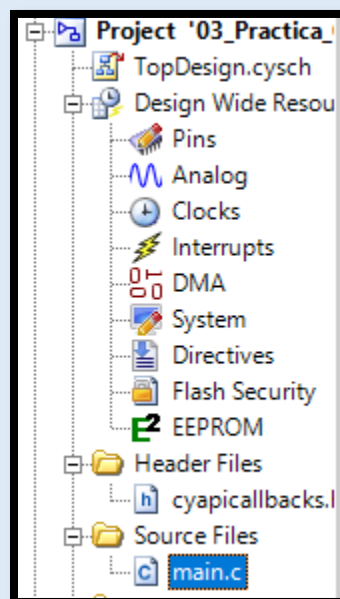 Project '03_Practica_
TopDesign.cysch
Design Wide Resou
Pins
Analog
Clocks
Interrupts
DMA
System
Directives
Flash Security
EEPROM
Header Files
h cyapicallbacks.
Source Files
c main.c